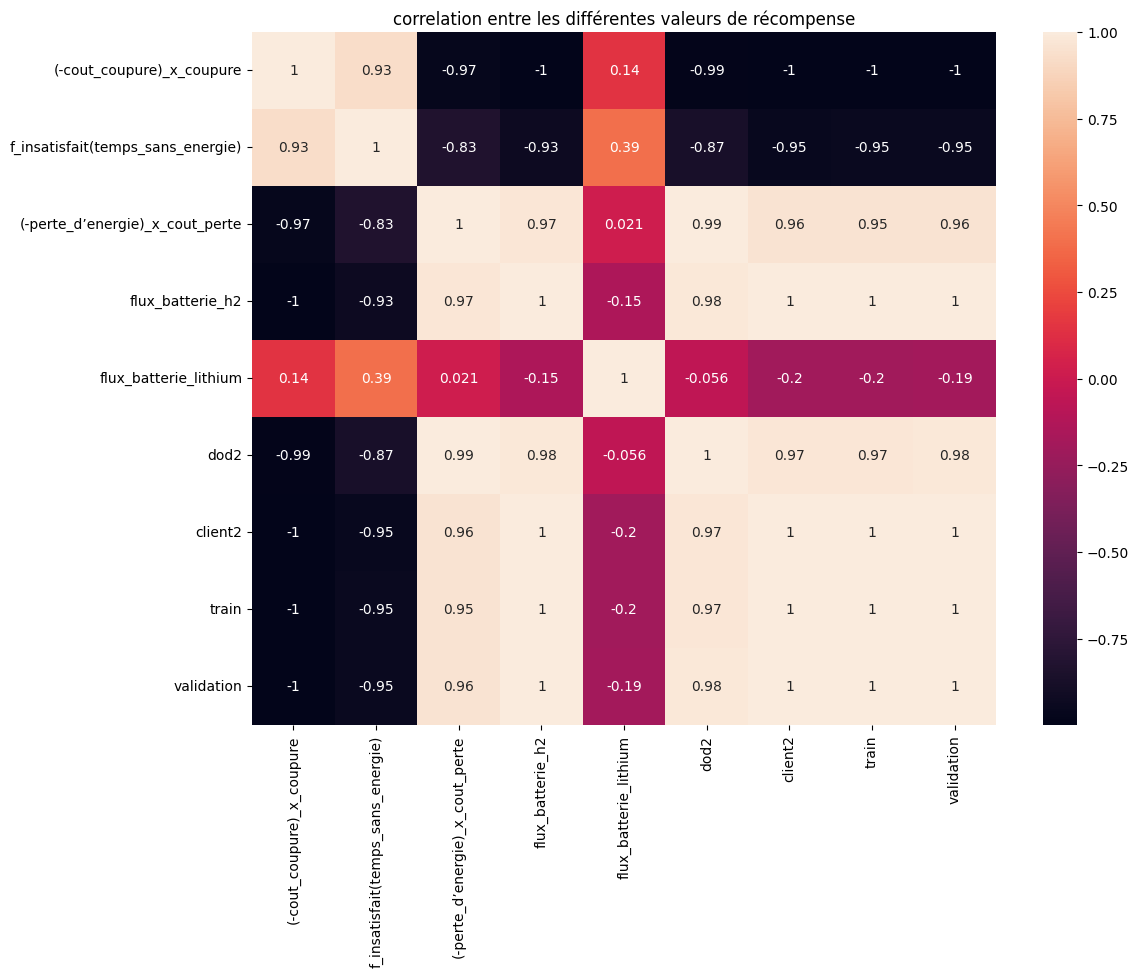 correlation entre les différentes valeurs de récompense
(-cout_coupure)_x_coupure 1 0.93 -0.97 -1 0.14 -0.99 -1 -1 -1
f_insatisfait(temps_sans_energie) 0.93 1 -0.83 -0.93 0.39 -0.87 -0.95 -0.95 -0.95
(-perte_d’energie)_x_cout_perte -0.97 -0.83 1 0.97 0.021 0.99 0.96 0.95 0.96
flux_batterie_h2 -1 -0.93 0.97 1 -0.15 0.98 1 1 1
flux_batterie_lithium 0.14 0.39 0.021 -0.15 1 -0.056 -0.2 -0.2 -0.19
dod2 -0.99 -0.87 0.99 0.98 -0.056 1 0.97 0.97 0.98
client2 -1 -0.95 0.96 1 -0.2 0.97 1 1 1
train -1 -0.95 0.95 1 -0.2 0.97 1 1 1
validation -1 -0.95 0.96 1 -0.19 0.98 1 1 1
(-cout_coupure)_x_coupure
f_insatisfait(temps_sans_energie)
(-perte_d’energie)_x_cout_perte
flux_batterie_h2
flux_batterie_lithium
dod2
client2
train
validation
1.00
0.75
0.50
0.25
0.00
-0.25
-0.50
-0.75